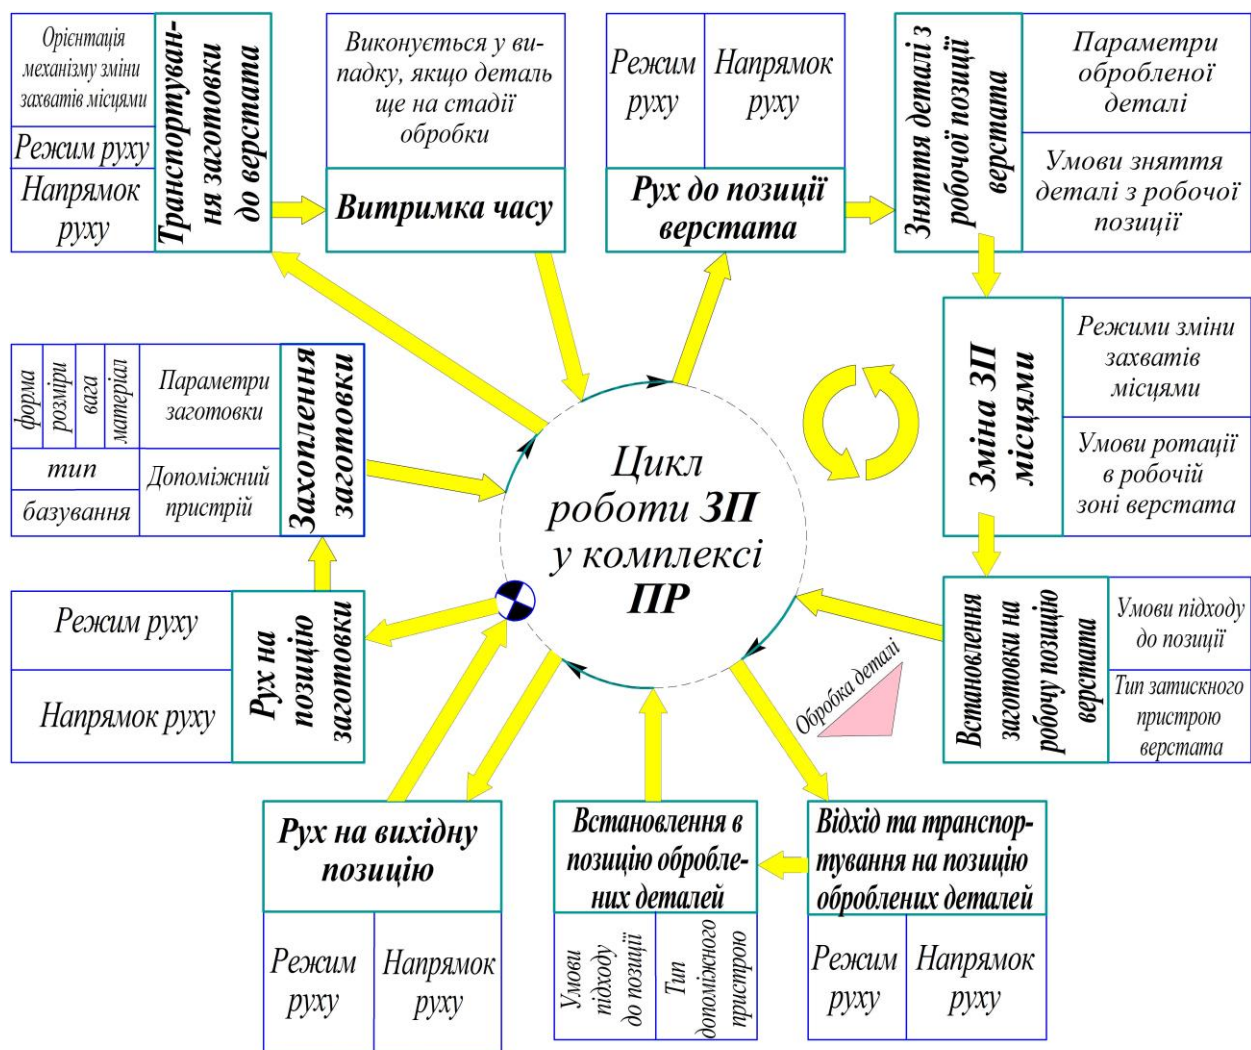 Орієнтація
механізму зміни
захватів місцями
Режим руху
Напрямок
руху
Транспортуван-
ня заготовки
до верстата
Виконується у ви-
падку, якщо деталь
ще на стадії
обробки
Витримка часу
Режим
руху
Напрямок
руху
Рух до позиції
верстата
Зняття деталі з
робочої позиції
верстата
Параметри
обробленої
деталі
Умови зняття
деталі з робочої
позиції
Зміна ЗП
місцями
Режими зміни
захватів
місцями
Умови ротації
в робочій
зоні верстата
форма
розміри
вага
матеріал
Параметри
заготовки
тип
базування
Допоміжний
пристрій
Захоплення
заготовки
Цикл
роботи ЗП
у комплексі
ПР
Режим руху
Напрямок руху
Рух на
позицію
заготовки
Обробка деталі
Встановлення
заготовки на
робочу позицію
верстата
Умови підходу
до позиції
Тип затискного
пристрою
верстата
Рух на вихідну
позицію
Режим
руху
Напрямок
руху
Встановлення в
позицію обробле-
них деталей
Умови
підходу
до позиції
Тип
допоміжного
пристрою
Відхід та транспор-
тування на позицію
оброблених деталей
Режим
руху
Напрямок
руху